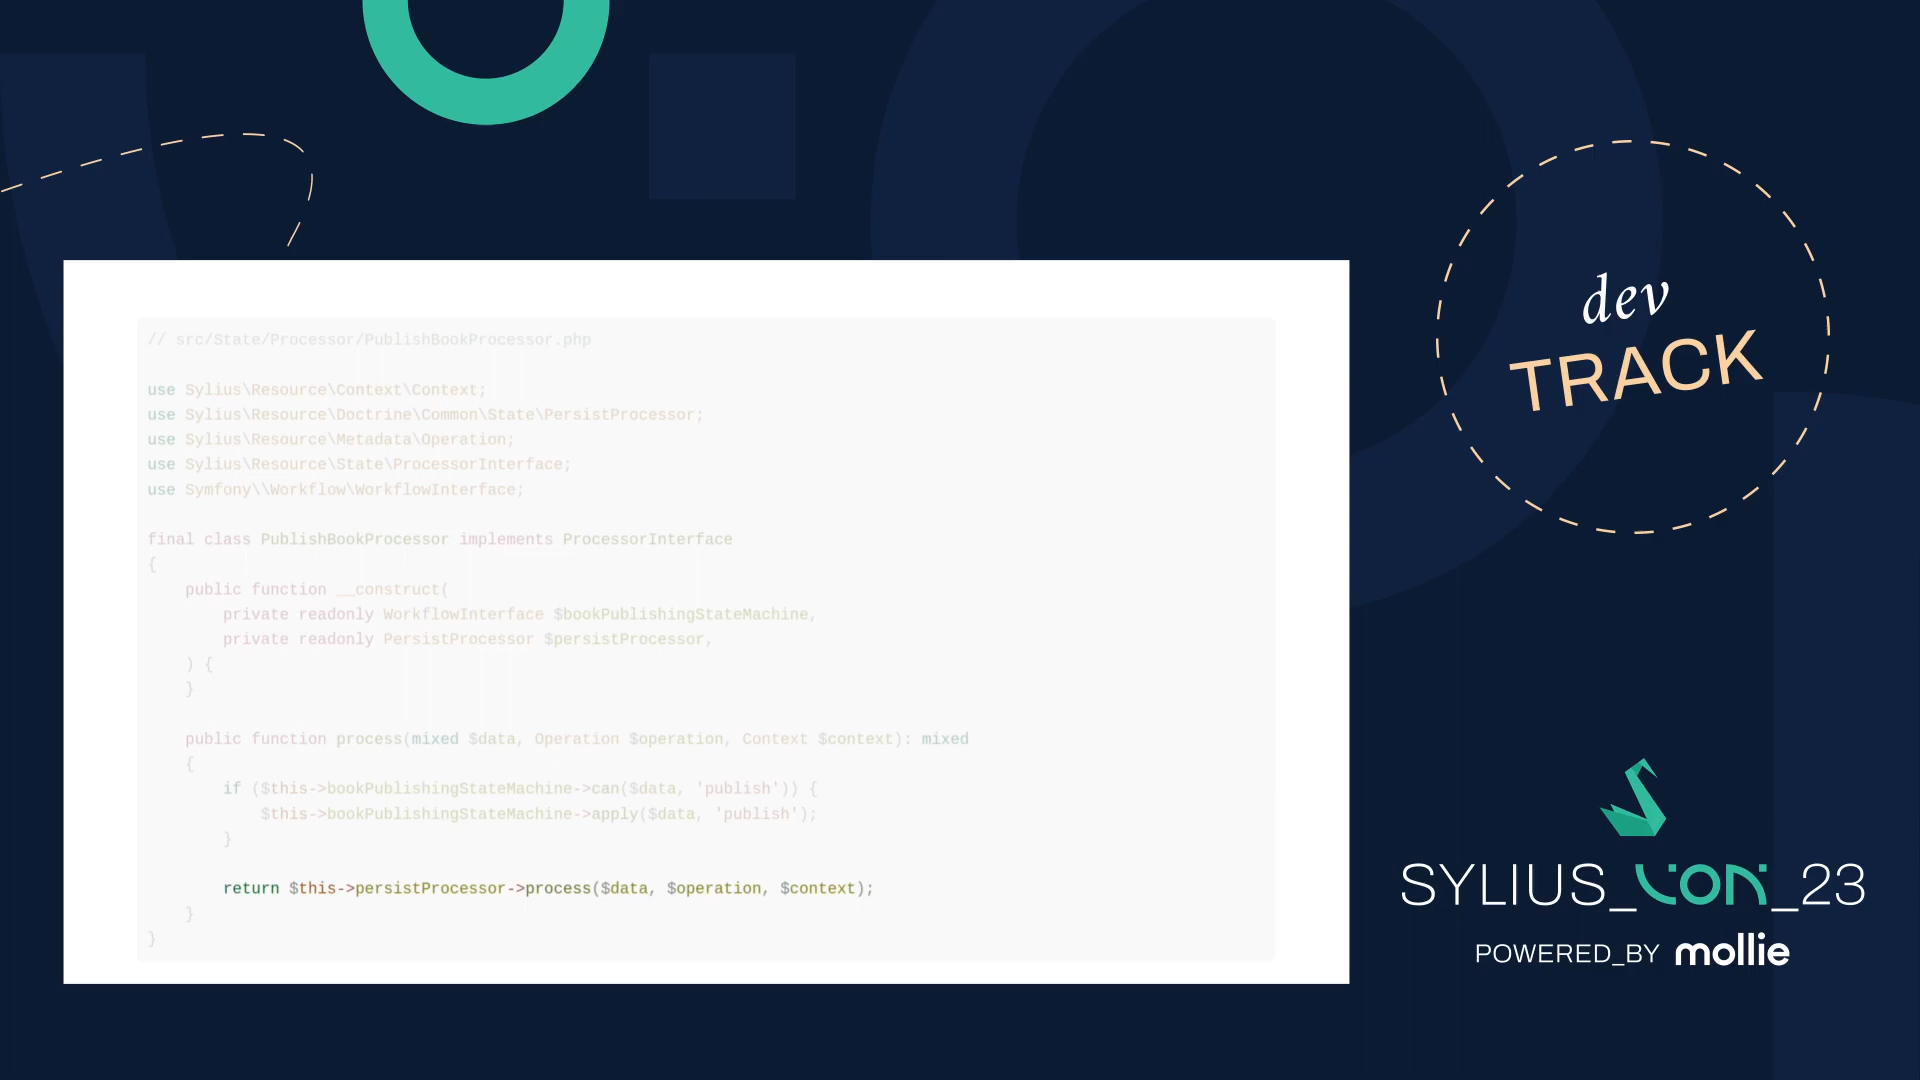 // src/State/Processor/PublishBookProcessor.php
use Sylius\Resource\Context\Context;
use Sylius\Resource\Doctrine\Common\State\PersistProcessor;
use Sylius\Resource\Metadata\Operation;
use Sylius\Resource\State\ProcessorInterface;
use Symfony\\Workflow\WorkflowInterface;
final class PublishBookProcessor implements ProcessorInterface
{
    public function __construct(
        private readonly WorkflowInterface $bookPublishingStateMachine,
        private readonly PersistProcessor $persistProcessor,
    ) {
    }
    public function process(mixed $data, Operation $operation, Context $context): mixed
    {
        if ($this->bookPublishingStateMachine->can($data, 'publish')) {
            $this->bookPublishingStateMachine->apply($data, 'publish');
        }
        return $this->persistProcessor->process($data, $operation, $context);
    }
}
dev
TRACK
SYLIUS_CON_23
POWERED_BY mollie